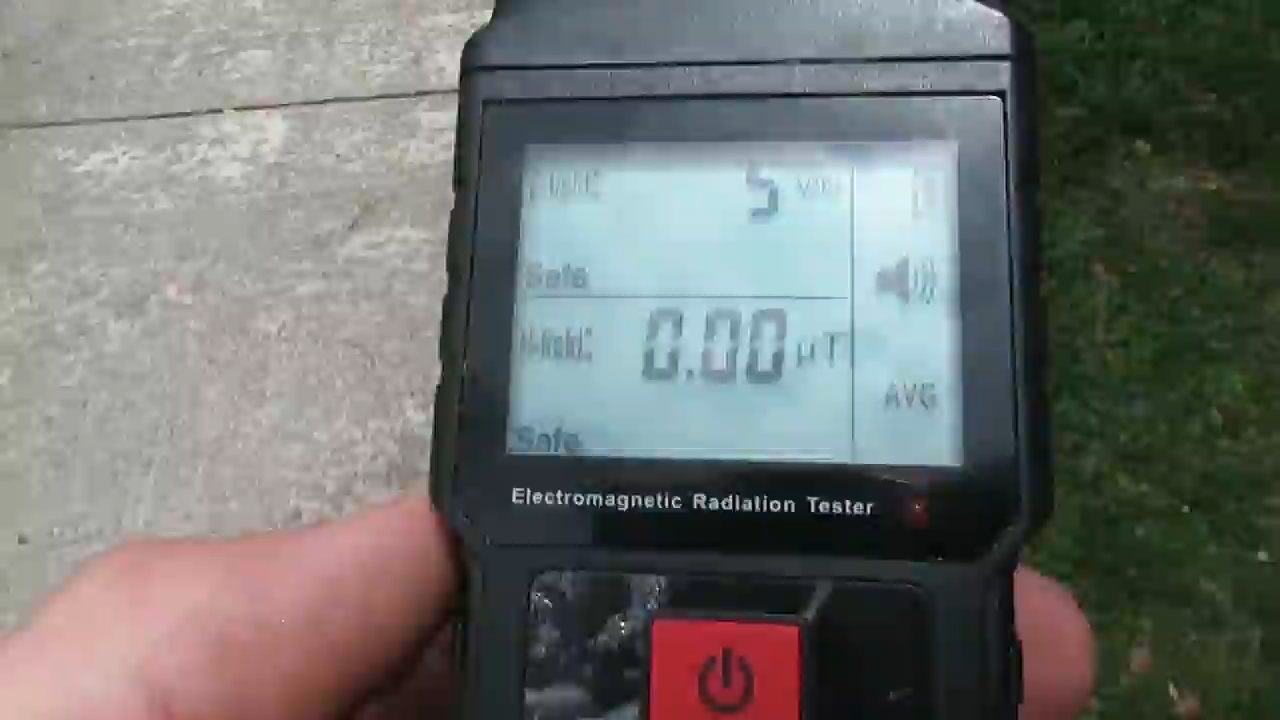 5 V/m
Safe
0.00 µT
AVG
Safe
Electromagnetic Radiation Tester